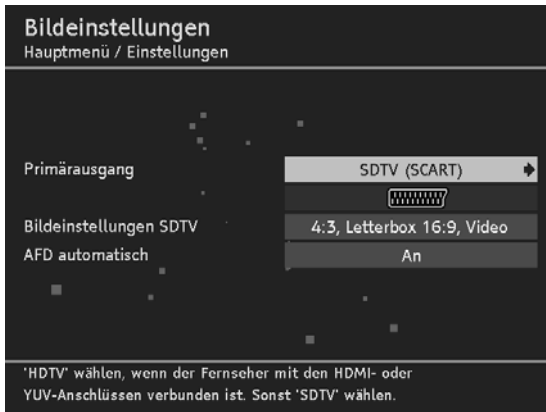 Bildeinstellungen
Hauptmenü / Einstellungen
Primärausgang
SDTV (SCART)
Bildeinstellungen SDTV
4:3, Letterbox 16:9, Video
AFD automatisch
An
'HDTV' wählen, wenn der Fernseher mit den HDMI- oder
YUV-Anschlüssen verbunden ist. Sonst 'SDTV' wählen.